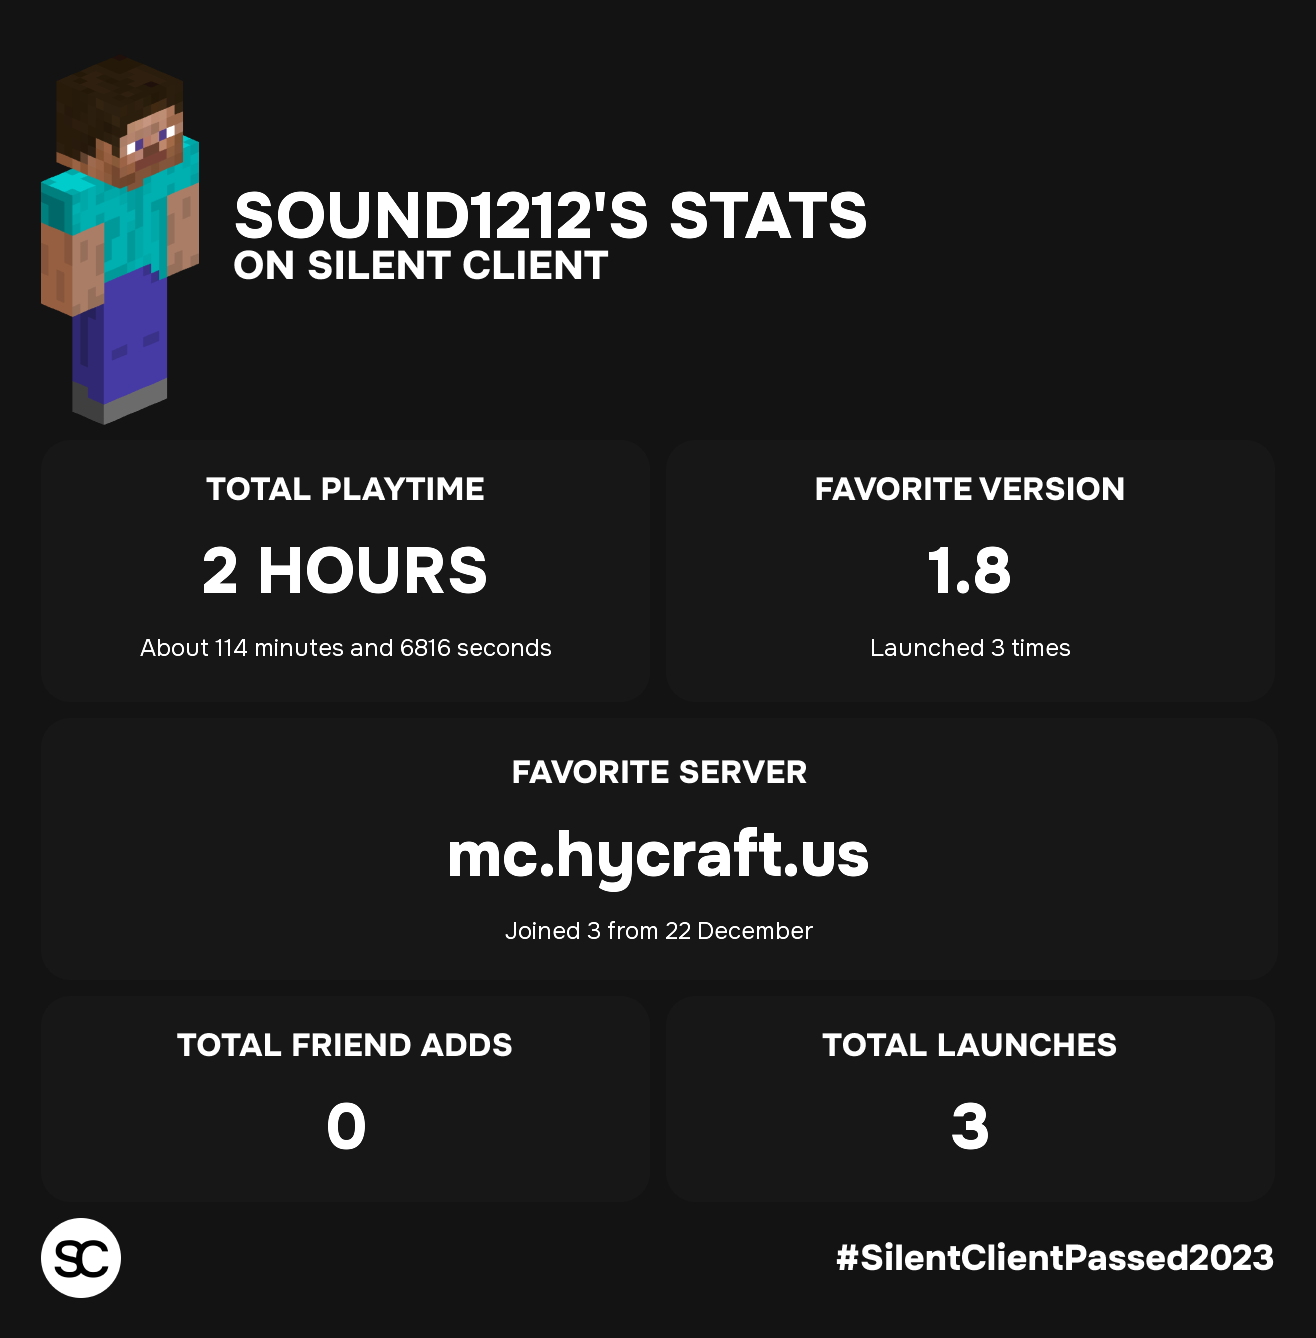 SOUND1212'S STATS
ON SILENT CLIENT
TOTAL PLAYTIME
2 HOURS
About 114 minutes and 6816 seconds
FAVORITE VERSION
1.8
Launched 3 times
FAVORITE SERVER
mc.hycraft.us
Joined 3 from 22 December
TOTAL FRIEND ADDS
0
TOTAL LAUNCHES
3
SC
#SilentClientPassed2023